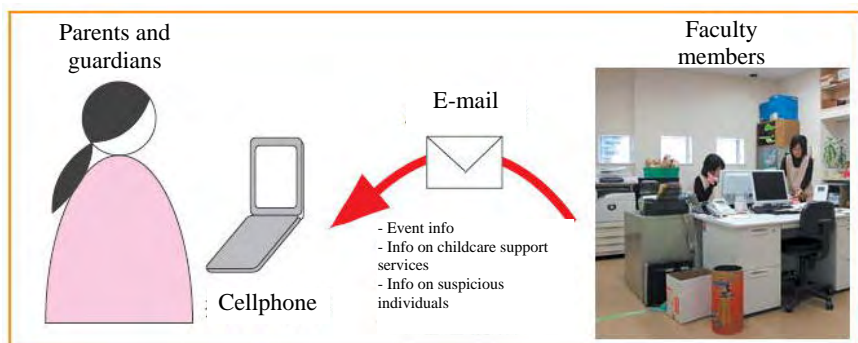 Parents and
guardians
E-mail
Faculty
members
- Event info
- Info on childcare support
services
- Info on suspicious
individuals
Cellphone